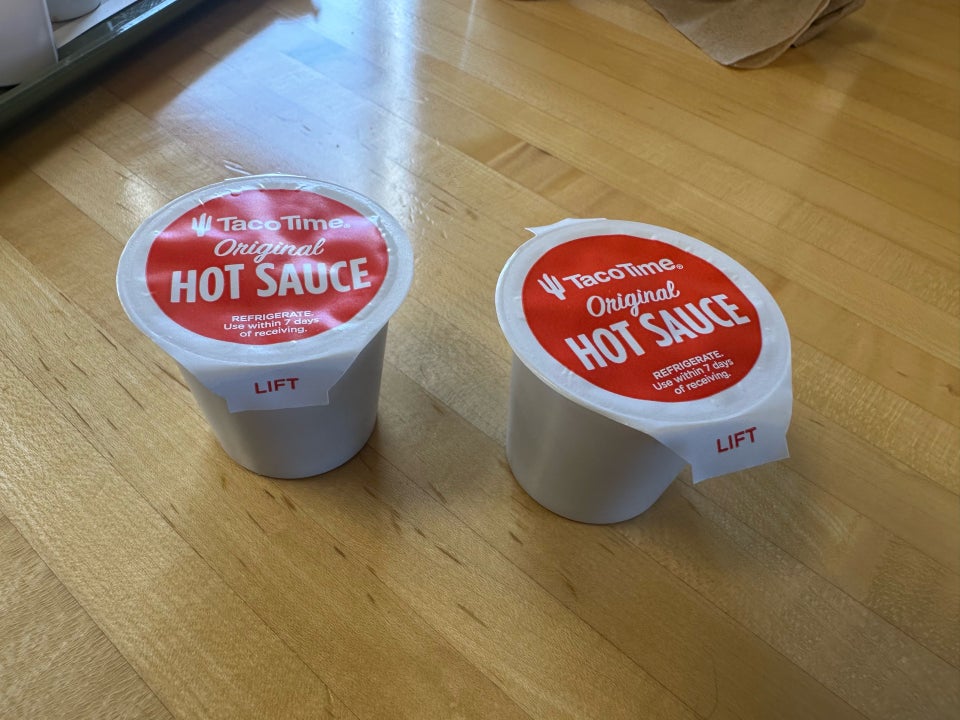 TacoTime®
Original
HOT SAUCE
REFRIGERATE.
Use within 7 days
of receiving.
LIFT
TacoTime®
Original
HOT SAUCE
REFRIGERATE.
Use within 7 days
of receiving.
LIFT